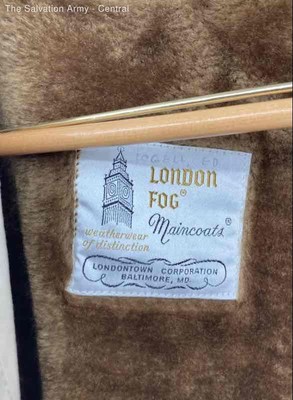 The Salvation Army - Central
LONDON
FOG®
Maincoats®
weatherwear
of distinction
LONDONTOWN CORPORATION
BALTIMORE, MD.